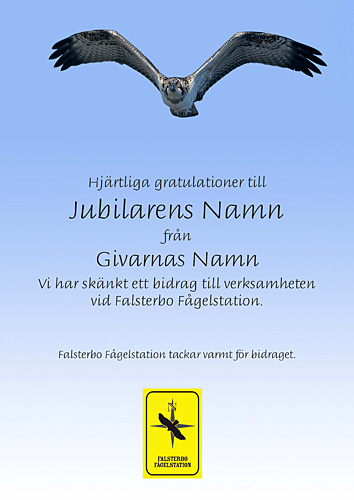 Hjärtliga gratulationer till
Jubilarens Namn
från
Givarnas Namn
Vi har skänkt ett bidrag till verksamheten
vid Falsterbo Fågelstation.
Falsterbo Fågelstation tackar varmt för bidraget.
N
FALSTERBO
FÅGELSTATION